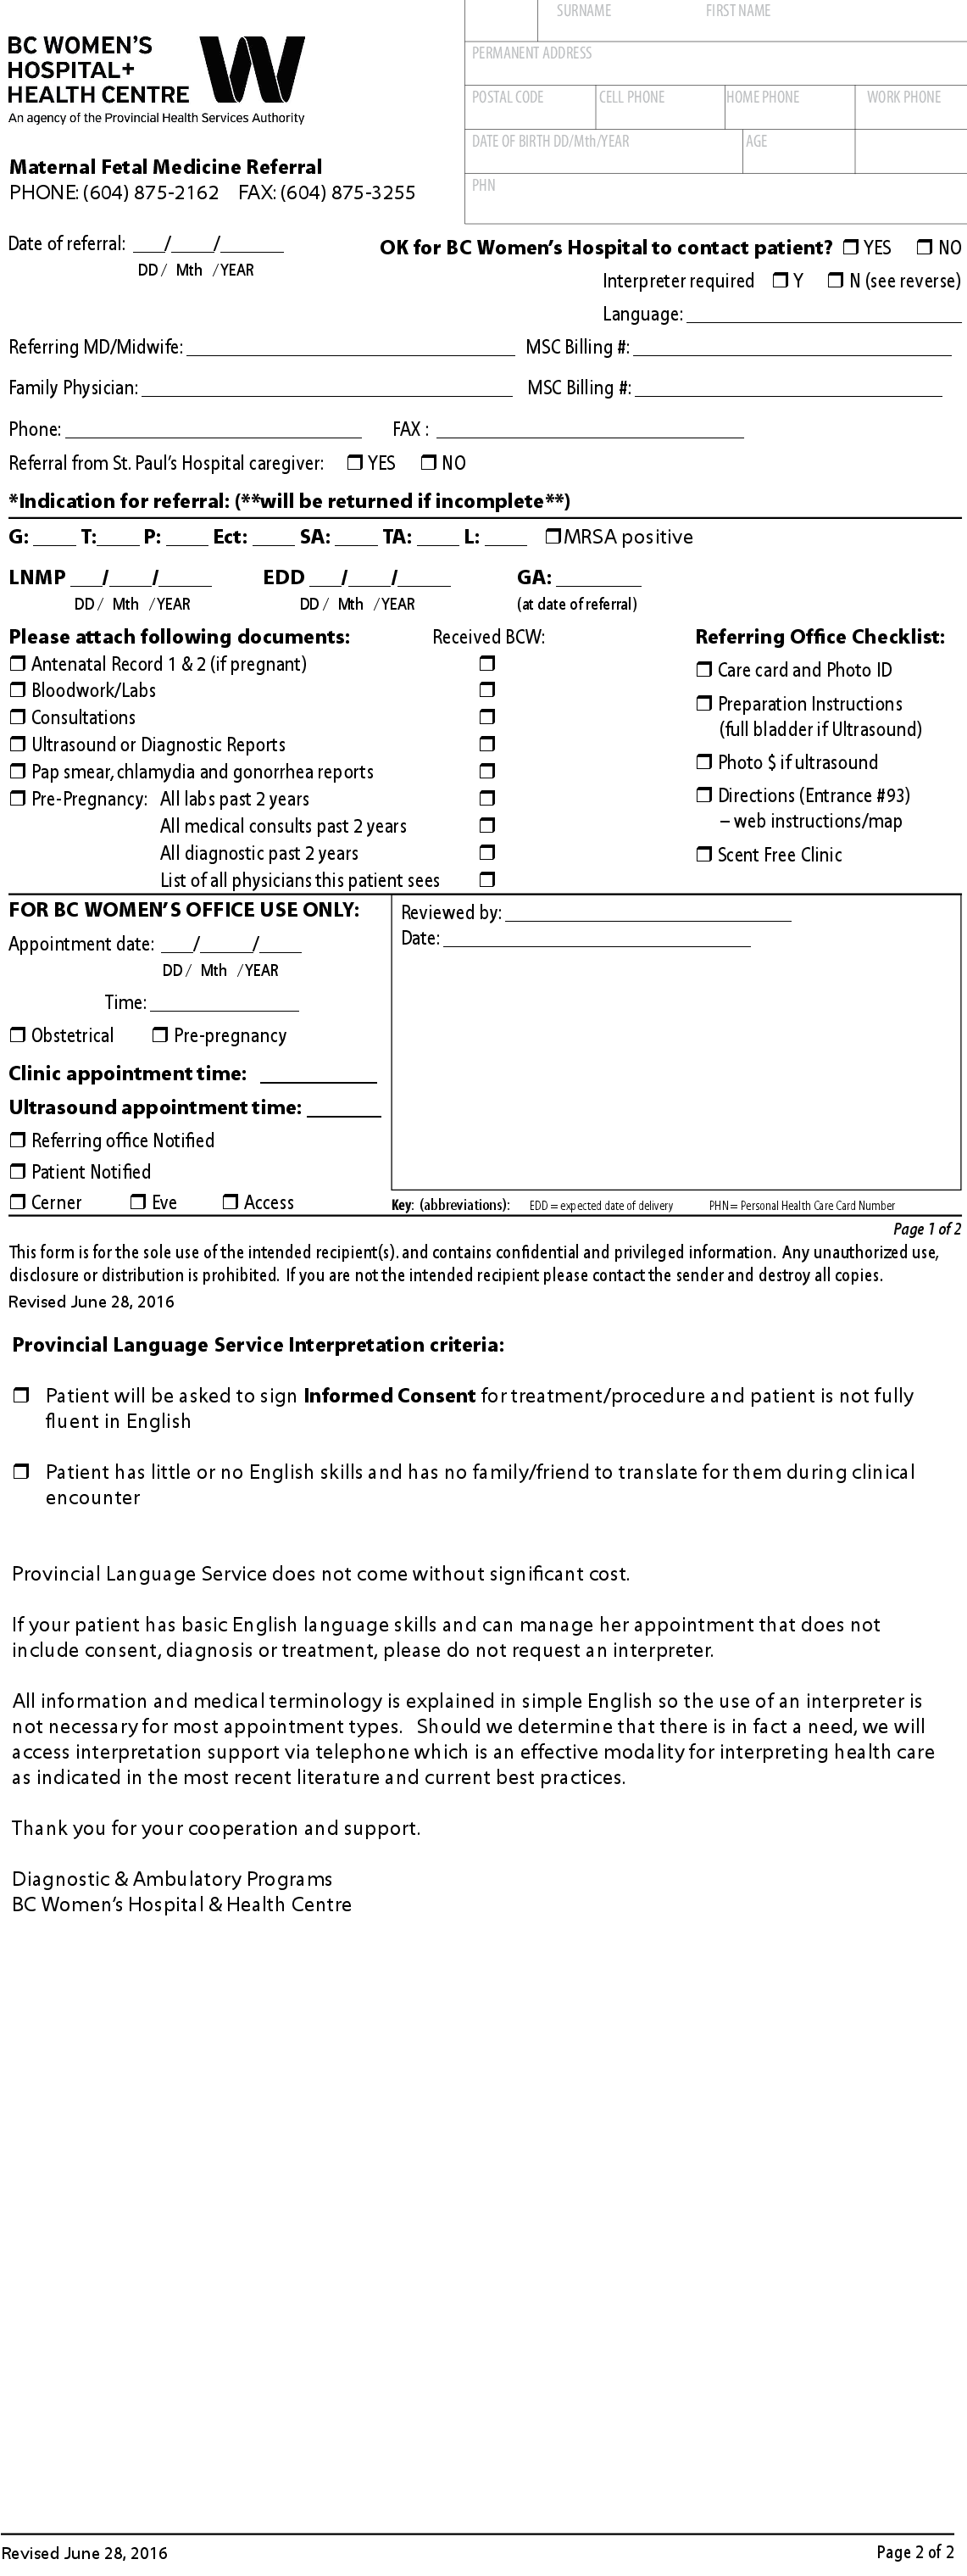 SURNAME FIRST NAME
BC WOMEN'S
HOSPITAL+
HEALTH CENTRE
W
An agency of the Provincial Health Services Authority
PERMANENT ADDRESS
POSTAL CODE CELL PHONE HOME PHONE WORK PHONE
DATE OF BIRTH DD/Mth/YEAR AGE
PHN
Maternal Fetal Medicine Referral
PHONE: (604) 875-2162 FAX: (604) 875-3255
Date of referral: ___/____/______
DD / Mth / YEAR
OK for BC Women's Hospital to contact patient? ❒ YES ❒ NO
Interpreter required ❒ Y ❒ N (see reverse)
Language: __________________________
Referring MD/Midwife: _______________________________ MSC Billing #: ______________________________
Family Physician: ___________________________________ MSC Billing #: _____________________________
Phone: ____________________________ FAX : _____________________________
Referral from St. Paul's Hospital caregiver: ❒ YES ❒ NO
*Indication for referral: (**will be returned if incomplete**)
G: ____ T:____ P: ____ Ect: ____ SA: ____ TA: ____ L: ____ ❒MRSA positive
LNMP ___/____/_____ EDD ___/____/_____ GA: ________
DD / Mth / YEAR DD / Mth / YEAR (at date of referral)
Please attach following documents: Received BCW: Referring Office Checklist:
❒ Antenatal Record 1 & 2 (if pregnant) ❒ ❒ Care card and Photo ID
❒ Bloodwork/Labs ❒
❒ Consultations ❒ ❒ Preparation Instructions
(full bladder if Ultrasound)
❒ Ultrasound or Diagnostic Reports ❒
❒ Pap smear, chlamydia and gonorrhea reports ❒ ❒ Photo $ if ultrasound
❒ Pre-Pregnancy: All labs past 2 years ❒ ❒ Directions (Entrance #93)
All medical consults past 2 years ❒ – web instructions/map
All diagnostic past 2 years ❒ ❒ Scent Free Clinic
List of all physicians this patient sees ❒
FOR BC WOMEN'S OFFICE USE ONLY:
Appointment date: ___/_____/____
DD / Mth / YEAR
Time: ______________
❒ Obstetrical ❒ Pre-pregnancy
Clinic appointment time: ___________
Ultrasound appointment time: _______
❒ Referring office Notified
❒ Patient Notified
❒ Cerner ❒ Eve ❒ Access
Reviewed by: ___________________________
Date: _____________________________
Key: (abbreviations): EDD = expected date of delivery PHN= Personal Health Care Card Number
Page 1 of 2
This form is for the sole use of the intended recipient(s). and contains confidential and privileged information. Any unauthorized use,
disclosure or distribution is prohibited. If you are not the intended recipient please contact the sender and destroy all copies.
Revised June 28, 2016
Provincial Language Service Interpretation criteria:
❒ Patient will be asked to sign Informed Consent for treatment/procedure and patient is not fully
fluent in English
❒ Patient has little or no English skills and has no family/friend to translate for them during clinical
encounter
Provincial Language Service does not come without significant cost.
If your patient has basic English language skills and can manage her appointment that does not
include consent, diagnosis or treatment, please do not request an interpreter.
All information and medical terminology is explained in simple English so the use of an interpreter is
not necessary for most appointment types. Should we determine that there is in fact a need, we will
access interpretation support via telephone which is an effective modality for interpreting health care
as indicated in the most recent literature and current best practices.
Thank you for your cooperation and support.
Diagnostic & Ambulatory Programs
BC Women's Hospital & Health Centre
Revised June 28, 2016 Page 2 of 2